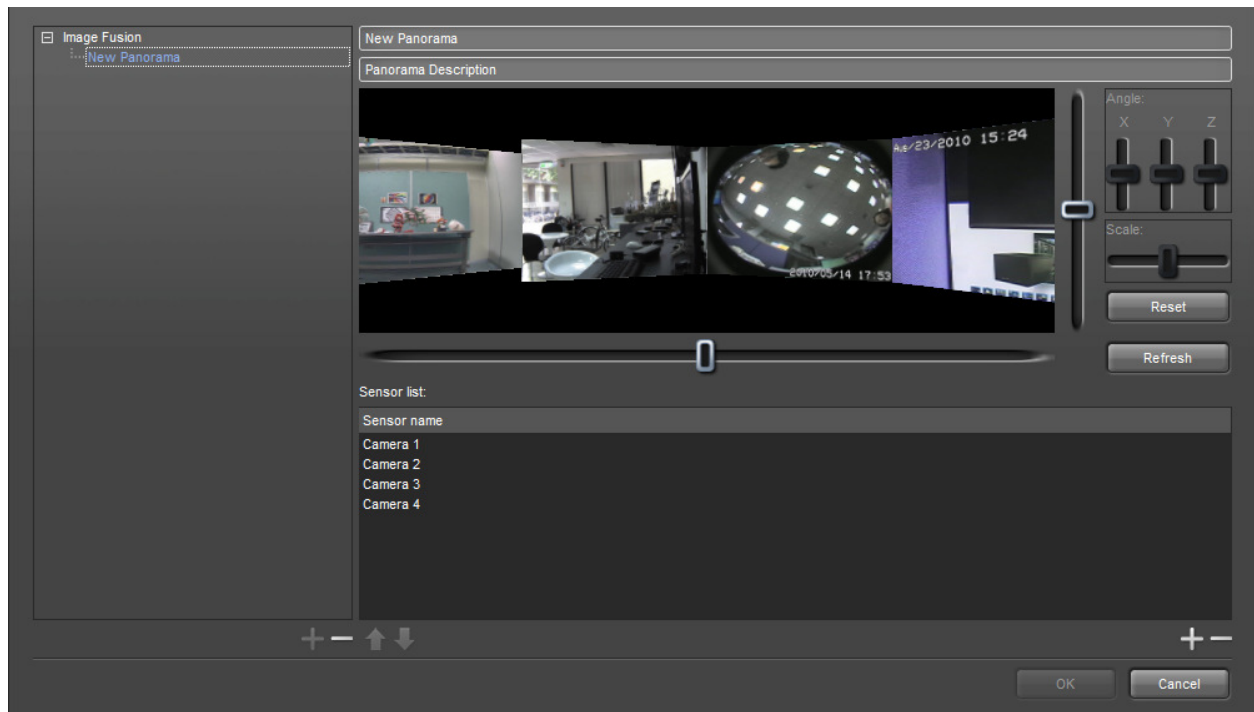 Image Fusion
New Panorama
New Panorama
Panorama Description
Aug/23/2010 15:24
2010/05/14 17:53
Angle:
X Y Z
Scale:
Reset
Refresh
Sensor list:
Sensor name
Camera 1
Camera 2
Camera 3
Camera 4
OK
Cancel